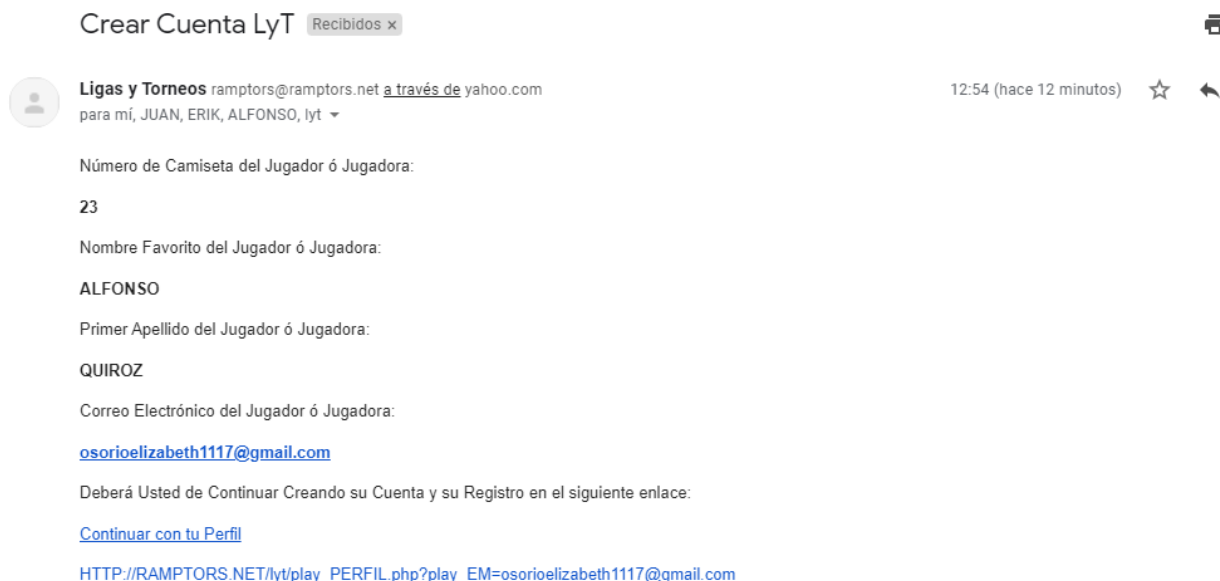 Crear Cuenta LyT Recibidos x
Ligas y Torneos ramptors@ramptors.net a través de yahoo.com 12:54 (hace 12 minutos)
para mí, JUAN, ERIK, ALFONSO, lyt
Número de Camiseta del Jugador ó Jugadora:
23
Nombre Favorito del Jugador ó Jugadora:
ALFONSO
Primer Apellido del Jugador ó Jugadora:
QUIROZ
Correo Electrónico del Jugador ó Jugadora:
osorioelizabeth1117@gmail.com
Deberá Usted de Continuar Creando su Cuenta y su Registro en el siguiente enlace:
Continuar con tu Perfil
HTTP://RAMPTORS.NET/lyt/play_PERFIL.php?play_EM=osorioelizabeth1117@gmail.com